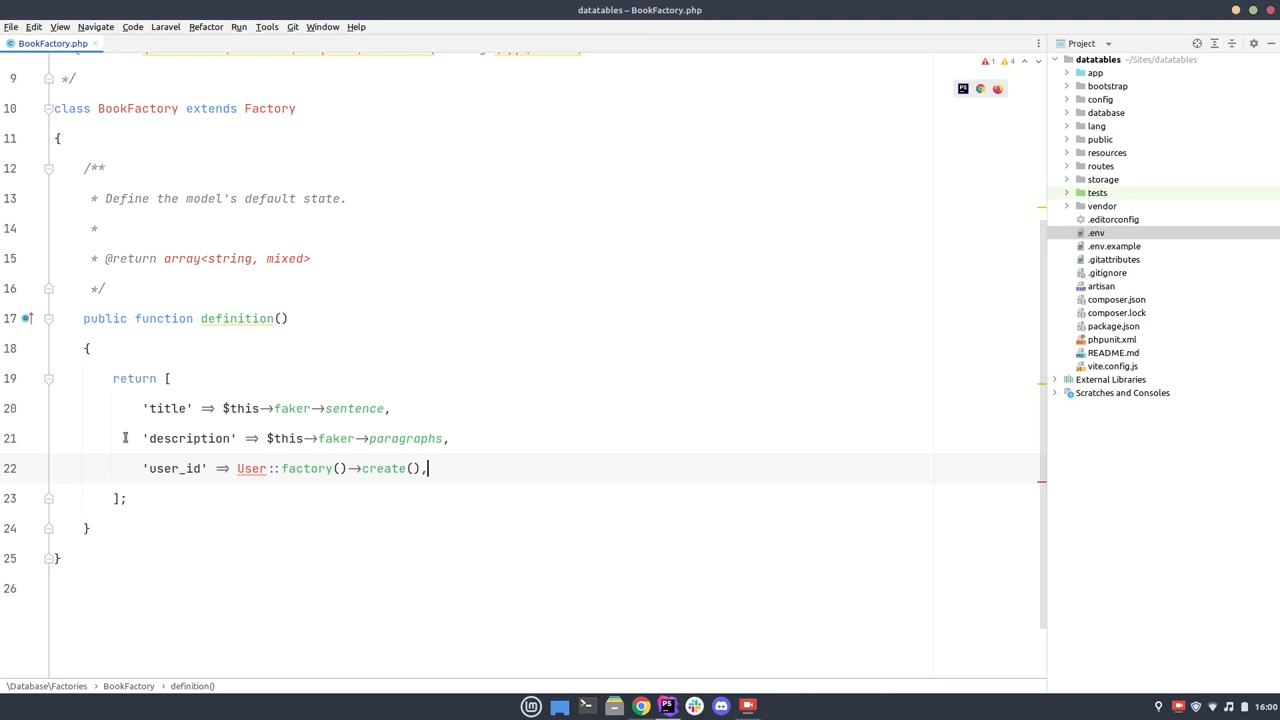 datatables – BookFactory.php
File Edit View Navigate Code Laravel Refactor Run Tools Git Window Help
BookFactory.php
Project
1 4
9 */
10 class BookFactory extends Factory
11 {
12 /**
13 * Define the model's default state.
14 *
15 * @return array<string, mixed>
16 */
17 public function definition()
18 {
19 return [
20 'title' => $this->faker->sentence,
21 'description' => $this->faker->paragraphs,
22 'user_id' => User::factory()->create(),
23 ];
24 }
25 }
26
datatables ~/Sites/datatables
app
bootstrap
config
database
lang
public
resources
routes
storage
tests
vendor
.editorconfig
.env
.env.example
.gitattributes
.gitignore
artisan
composer.json
composer.lock
package.json
phpunit.xml
README.md
vite.config.js
External Libraries
Scratches and Consoles
\Database\Factories BookFactory definition()
16:00